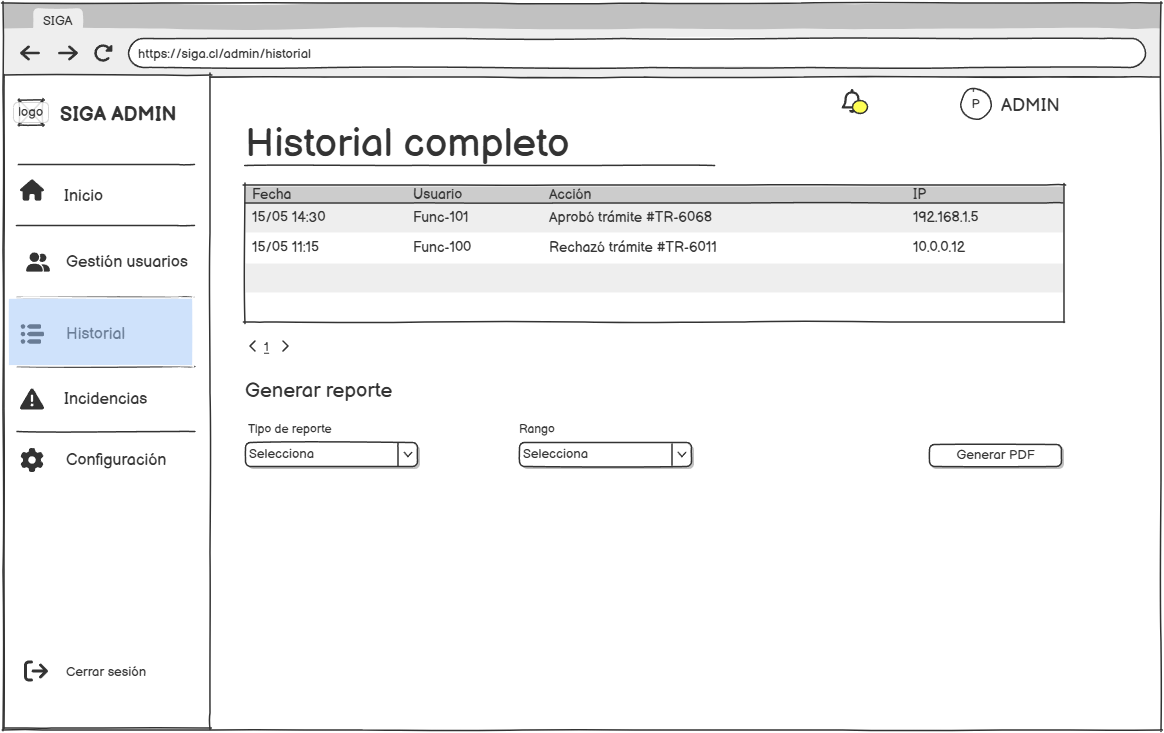 SIGA
https://siga.cl/admin/historial
logo SIGA ADMIN
P ADMIN
Inicio
Gestión usuarios
Historial
Incidencias
Configuración
Cerrar sesión
Historial completo
Fecha Usuario Acción IP
15/05 14:30 Func-101 Aprobó trámite #TR-6068 192.168.1.5
15/05 11:15 Func-100 Rechazó trámite #TR-6011 10.0.0.12
1
Generar reporte
Tipo de reporte Rango
Selecciona Selecciona Generar PDF